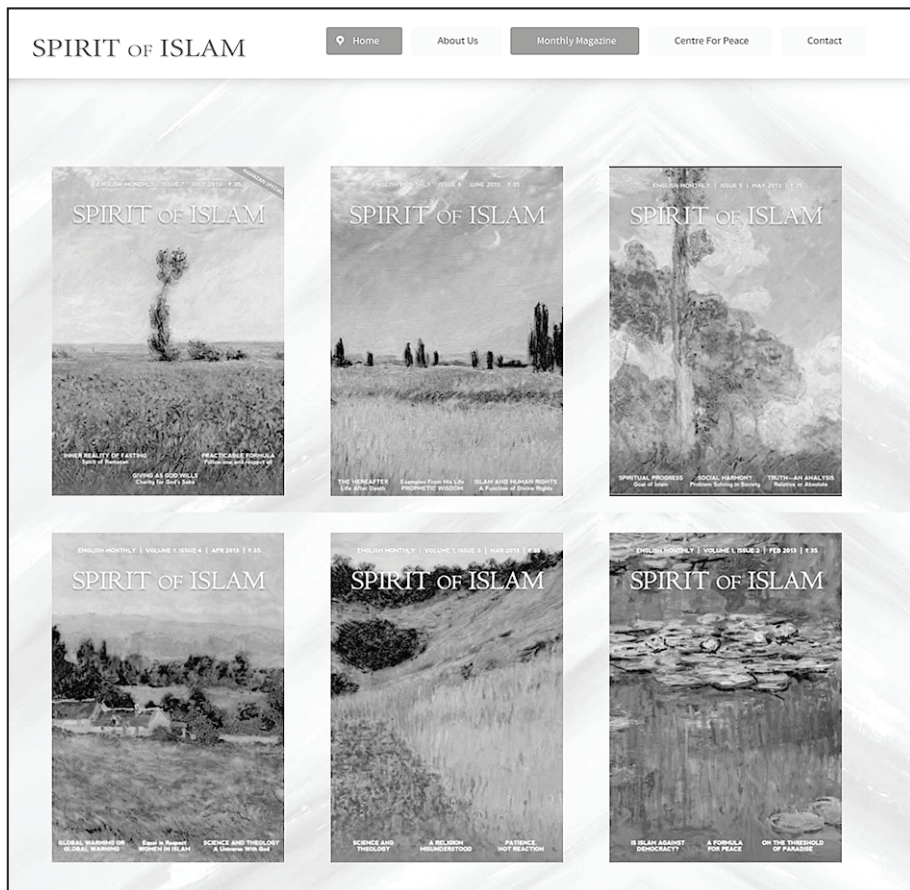 SPIRIT OF ISLAM
Home
About Us
Monthly Magazine
Centre For Peace
Contact
ENGLISH MONTHLY | ISSUE 7 | JULY 2013 | ₹ 35
RAMAZAN SPECIAL
SPIRIT OF ISLAM
INNER REALITY OF FASTING
Spirit of Ramazan
PRACTICABLE FORMULA
Follow one and respect all
GIVING AS GOD WILLS
Charity for God's Sake
ENGLISH MONTHLY ISSUE 6 JUNE 2013 ₹ 35
SPIRIT OF ISLAM
THE HEREAFTER
Life After Death
Examples From His Life
PROPHETIC WISDOM
ISLAM AND HUMAN RIGHTS
A Function of Divine Rights
ENGLISH MONTHLY | ISSUE 5 | MAY 2013 | ₹ 35
SPIRIT OF ISLAM
SPIRITUAL PROGRESS
Goal of Islam
SOCIAL HARMONY
Problem Solving in Society
TRUTH—AN ANALYSIS
Relative or Absolute
ENGLISH MONTHLY | VOLUME 1, ISSUE 4 | APR 2013 | ₹ 35
SPIRIT OF ISLAM
GLOBAL WARMING OR
GLOBAL WARNING
Equal in Respect
WOMEN IN ISLAM
SCIENCE AND THEOLOGY
A Universe With God
ENGLISH MONTHLY | VOLUME 1, ISSUE 3 | MAR 2013 | ₹ 35
SPIRIT OF ISLAM
SCIENCE AND
THEOLOGY
A RELIGION
MISUNDERSTOOD
PATIENCE,
NOT REACTION
ENGLISH MONTHLY | VOLUME 1, ISSUE 2 | FEB 2013 | ₹ 35
SPIRIT OF ISLAM
IS ISLAM AGAINST
DEMOCRACY?
A FORMULA
FOR PEACE
ON THE THRESHOLD
OF PARADISE